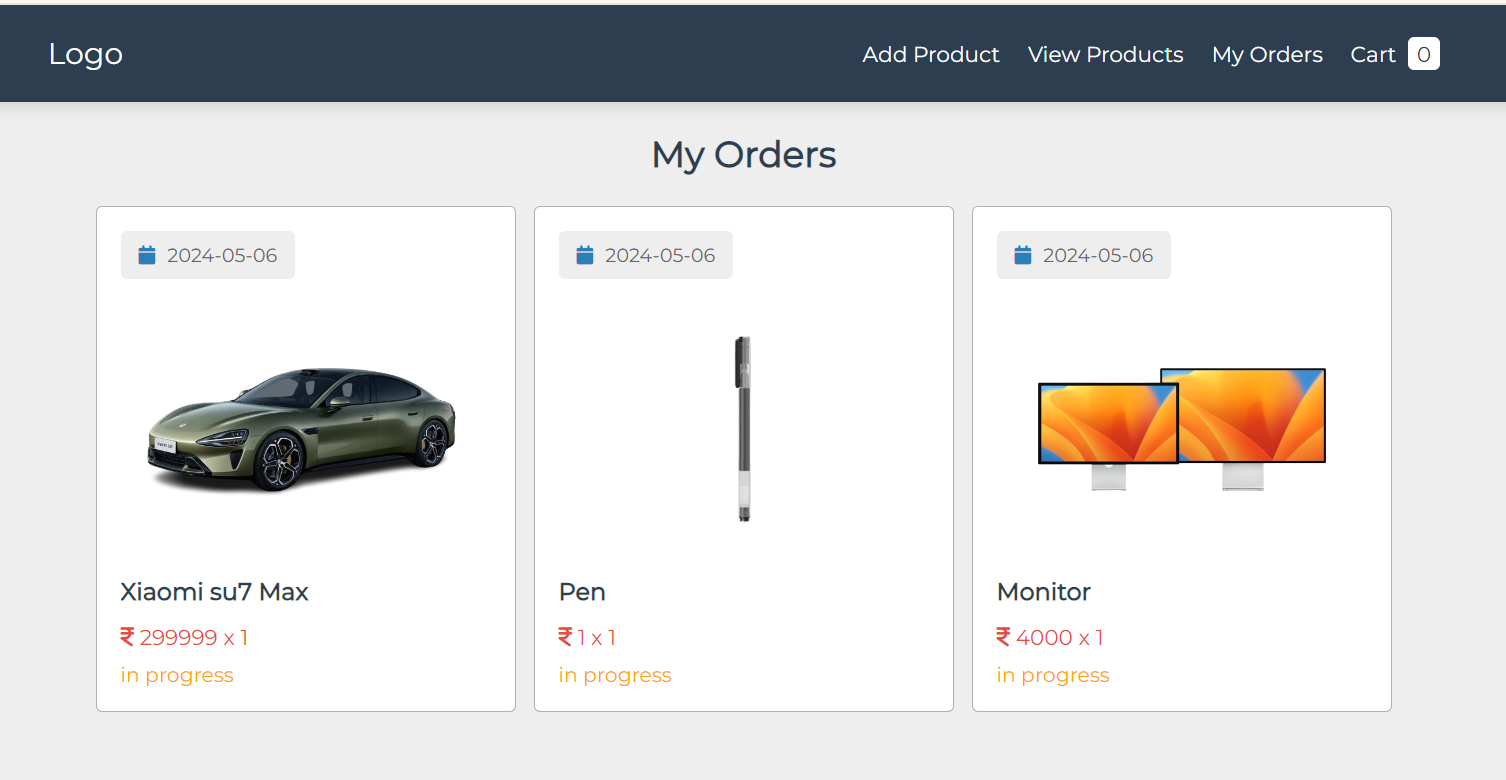 Logo
Add Product View Products My Orders Cart 0
My Orders
2024-05-06
2024-05-06
2024-05-06
Xiaomi su7 Max
₹ 299999 x 1
in progress
Pen
₹ 1 x 1
in progress
Monitor
₹ 4000 x 1
in progress